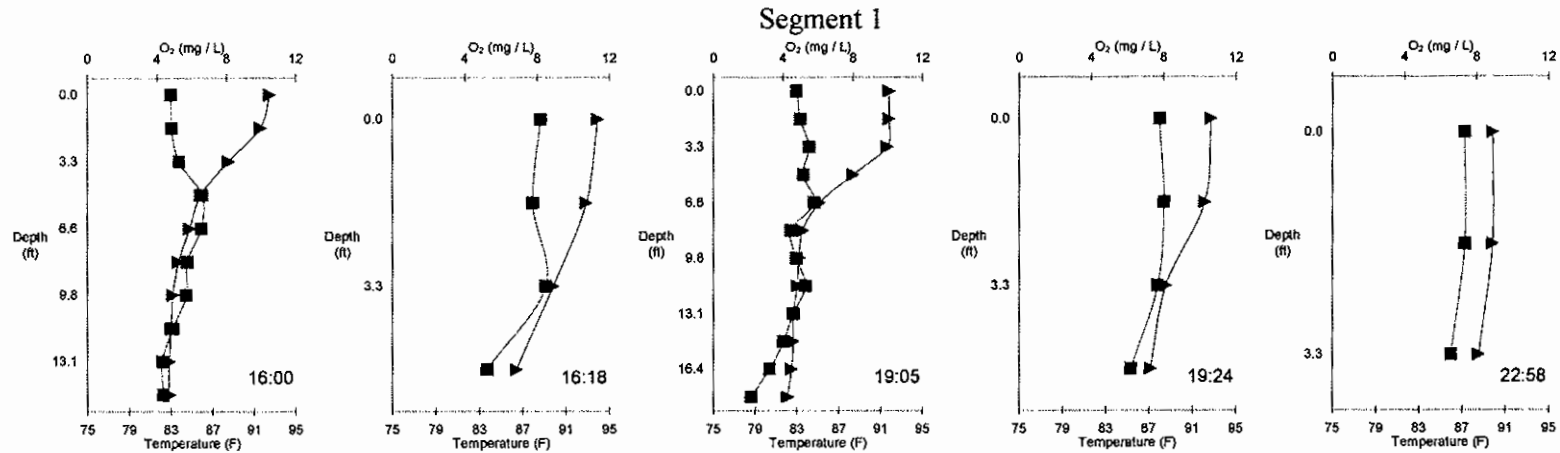 Segment 1
O₂ (mg / L)
0 4 8 12
0.0
3.3
6.6
9.8
13.1
Depth
(ft)
16:00
75 79 83 87 91 95
Temperature (F)
O₂ (mg / L)
0 4 8 12
0.0
3.3
Depth
(ft)
16:18
75 79 83 87 91 95
Temperature (F)
O₂ (mg / L)
0 4 8 12
0.0
3.3
6.6
9.8
13.1
16.4
Depth
(ft)
19:05
75 79 83 87 91 95
Temperature (F)
O₂ (mg / L)
0 4 8 12
0.0
3.3
Depth
(ft)
19:24
75 79 83 87 91 95
Temperature (F)
O₂ (mg / L)
0 4 8 12
0.0
3.3
Depth
(ft)
22:58
75 79 83 87 91 95
Temperature (F)